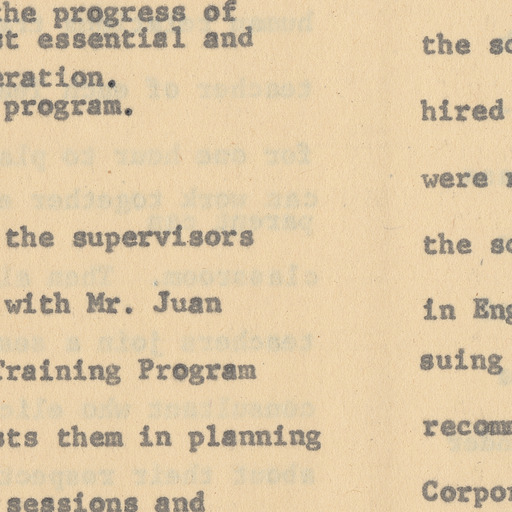 the progress of
st essential and
eration.
program.
the supervisors
with Mr. Juan
Training Program
sts them in planning
sessions and
the sc
hired
were r
the sc
in Eng
suing
recomm
Corpor